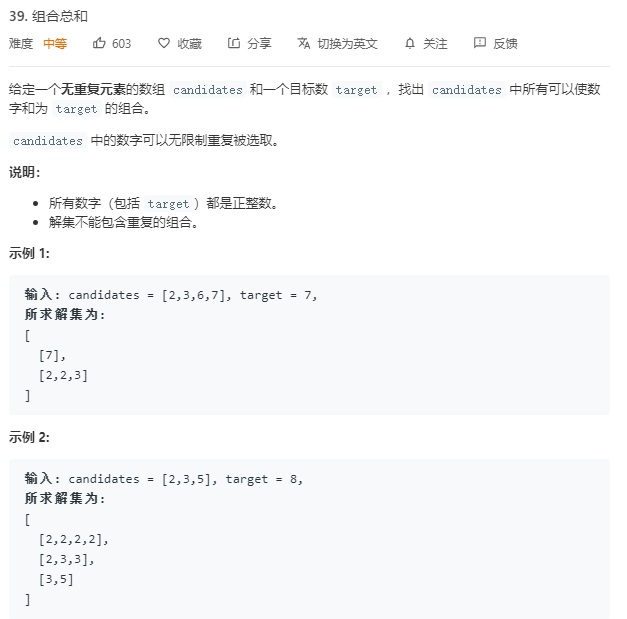 39. 组合总和
难度 中等 603 收藏 分享 切换为英文 关注 反馈
给定一个无重复元素的数组 candidates 和一个目标数 target ，找出 candidates 中所有可以使数
字和为 target 的组合。
candidates 中的数字可以无限制重复被选取。
说明：
所有数字（包括 target）都是正整数。
解集不能包含重复的组合。
示例 1:
输入: candidates = [2,3,6,7], target = 7,
所求解集为:
[
[7],
[2,2,3]
]
示例 2:
输入: candidates = [2,3,5], target = 8,
所求解集为:
[
[2,2,2,2],
[2,3,3],
[3,5]
]